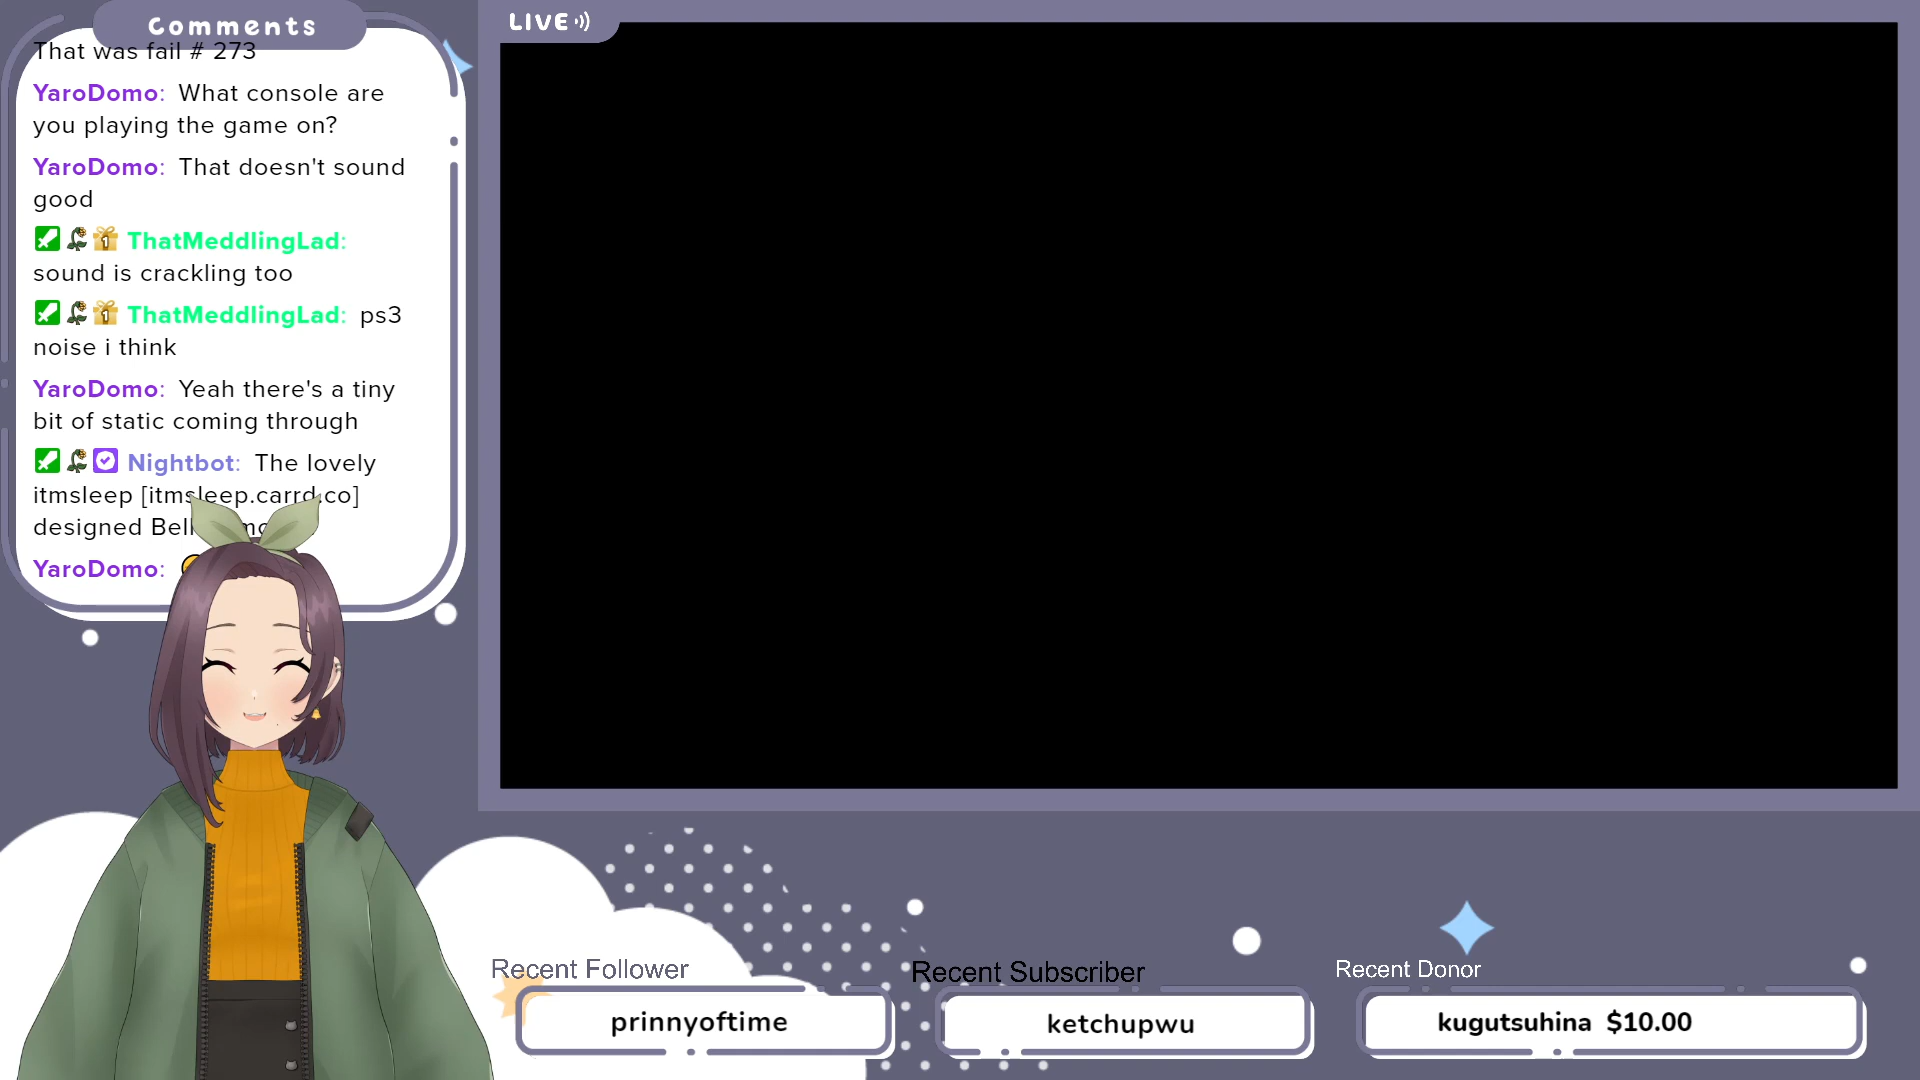 Comments
That was fail # 273
YaroDomo: What console are
you playing the game on?
YaroDomo: That doesn't sound
good
ThatMeddlingLad:
sound is crackling too
ThatMeddlingLad: ps3
noise i think
YaroDomo: Yeah there's a tiny
bit of static coming through
Nightbot: The lovely
itmsleep [itmsleep.carrd.co]
designed
YaroDomo:
LIVE
Recent Follower
prinnyoftime
Recent Subscriber
ketchupwu
Recent Donor
kugutsuhina $10.00